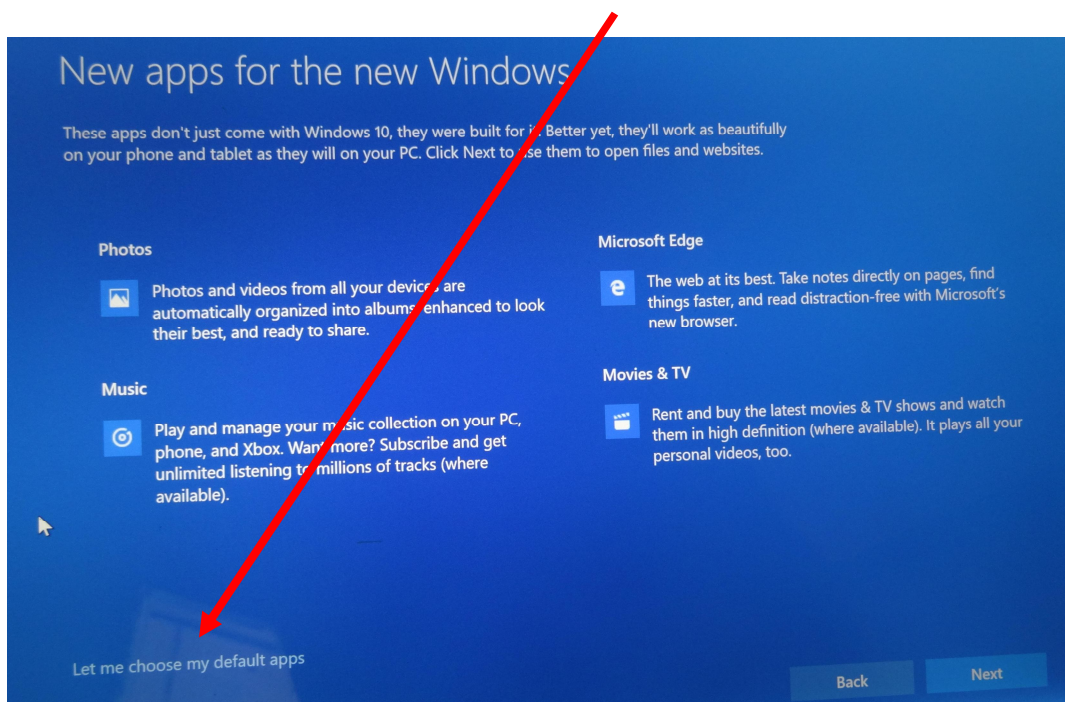 New apps for the new Windows
These apps don't just come with Windows 10, they were built for it. Better yet, they'll work as beautifully
on your phone and tablet as they will on your PC. Click Next to use them to open files and websites.
Photos
Photos and videos from all your devices are
automatically organized into albums, enhanced to look
their best, and ready to share.
Music
Play and manage your music collection on your PC,
phone, and Xbox. Want more? Subscribe and get
unlimited listening to millions of tracks (where
available).
Microsoft Edge
The web at its best. Take notes directly on pages, find
things faster, and read distraction-free with Microsoft's
new browser.
Movies & TV
Rent and buy the latest movies & TV shows and watch
them in high definition (where available). It plays all your
personal videos, too.
Let me choose my default apps
Back
Next